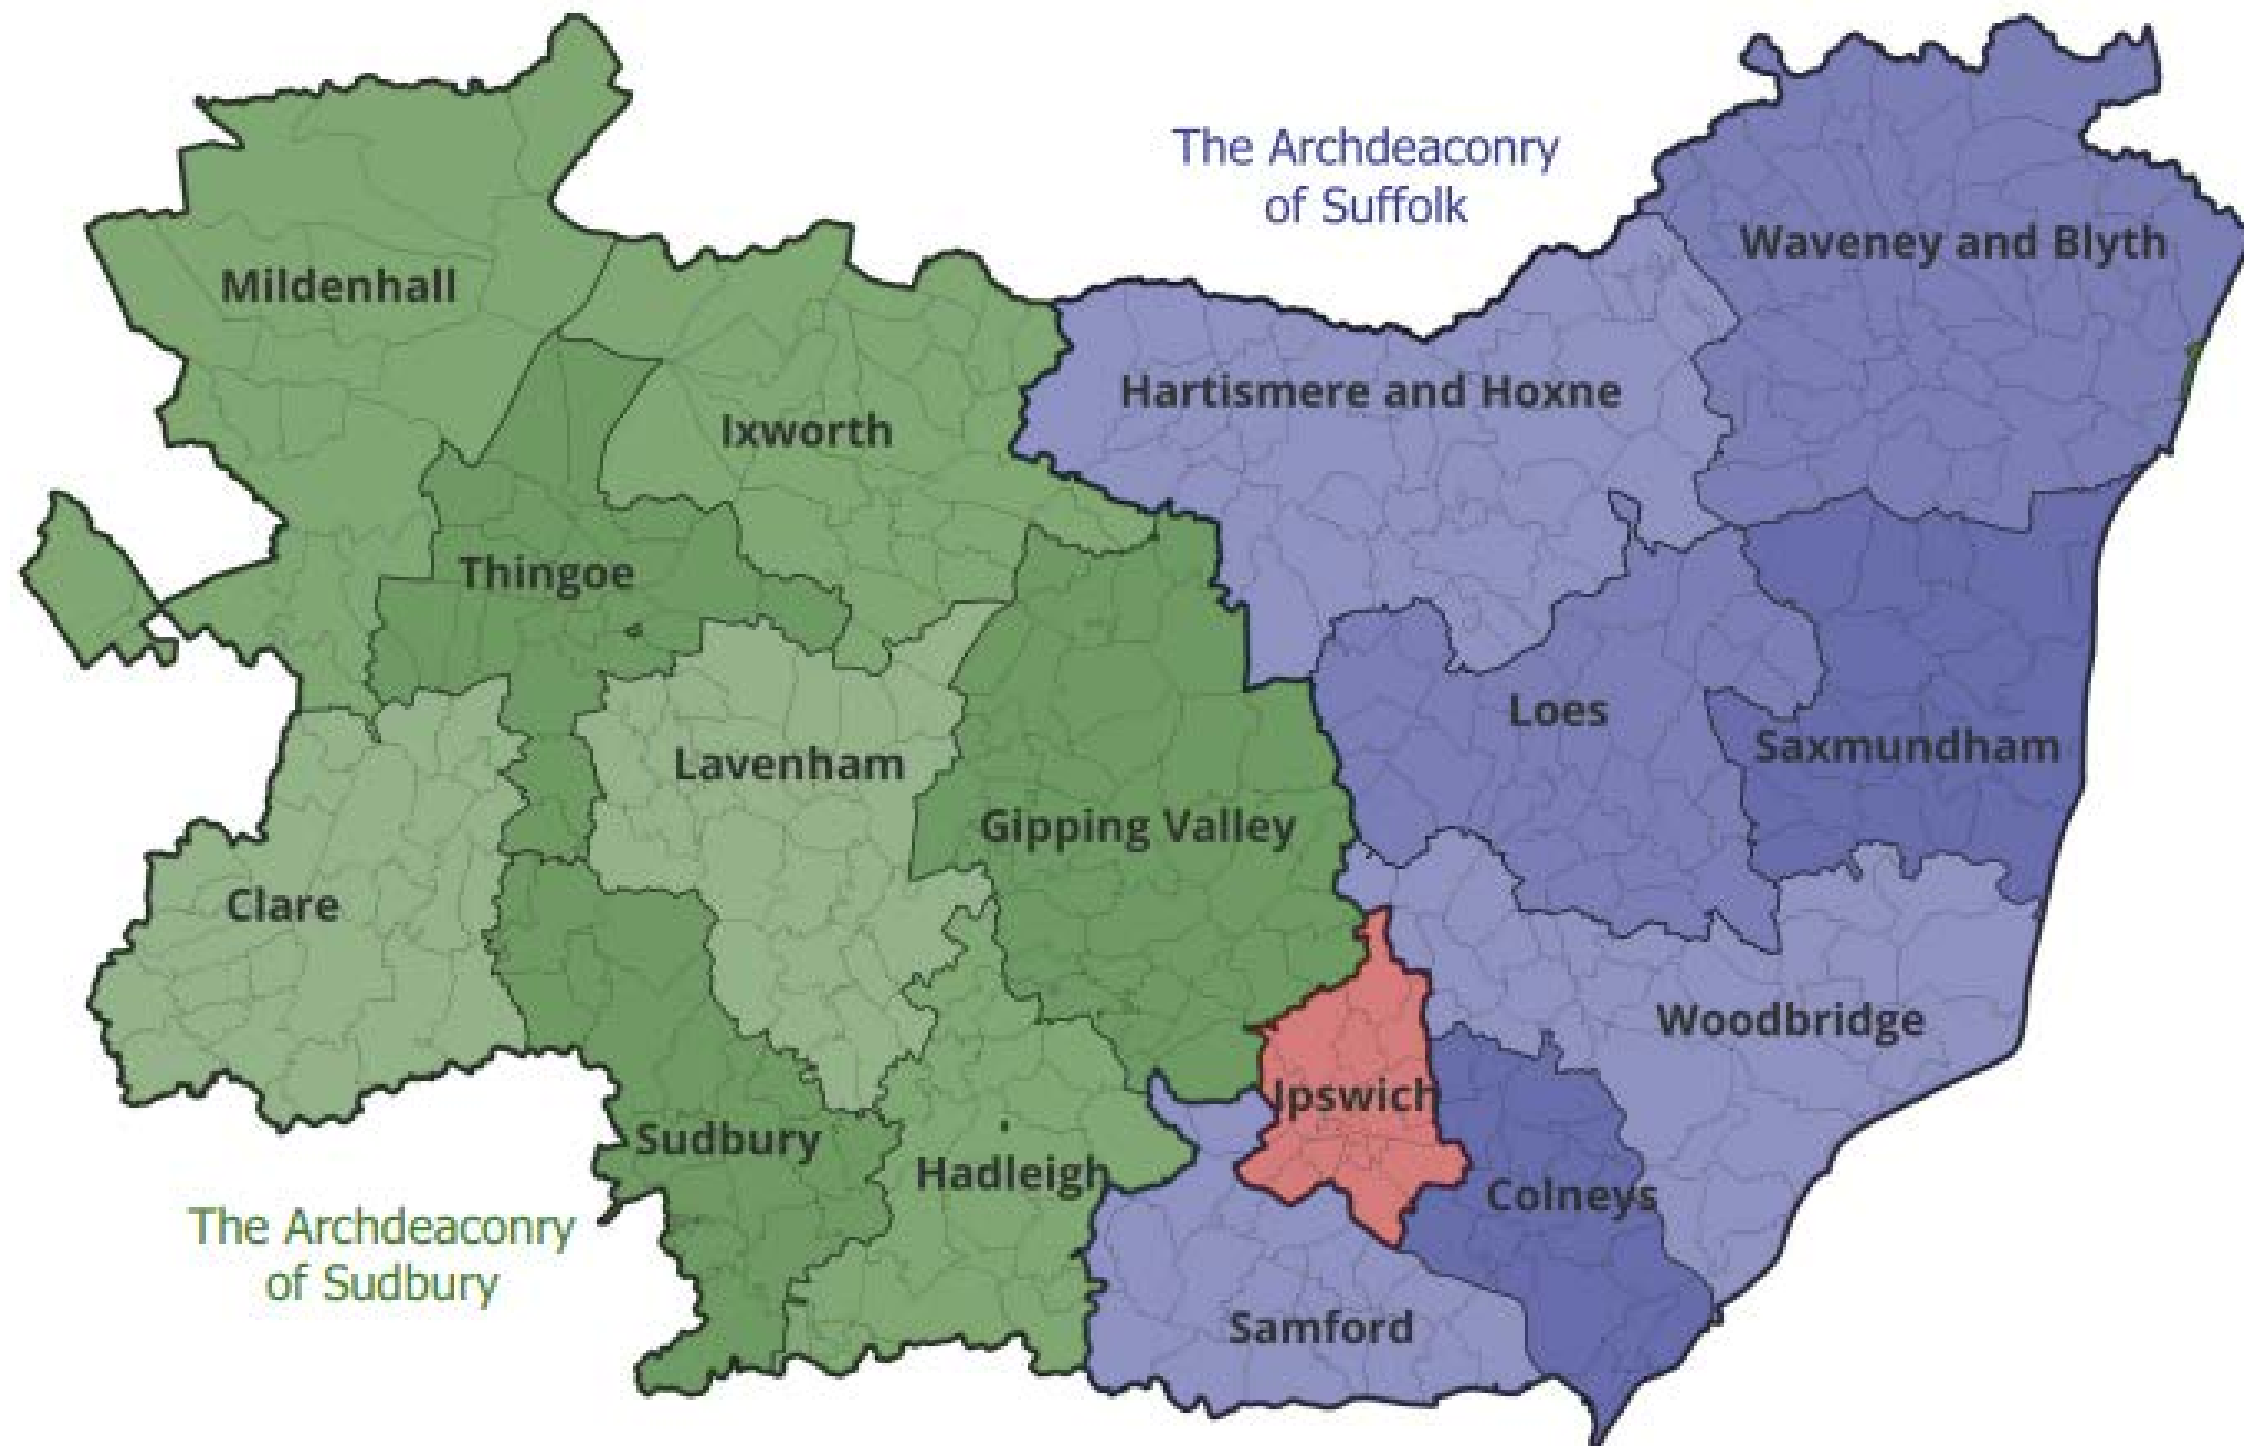 The Archdeaconry
of Suffolk
Waveney and Blyth
Mildenhall
Hartismere and Hoxne
Ixworth
Thingoe
Loes
Saxmundham
Lavenham
Gipping Valley
Clare
Woodbridge
Ipswich
Sudbury
Hadleigh
Colneys
The Archdeaconry
of Sudbury
Samford